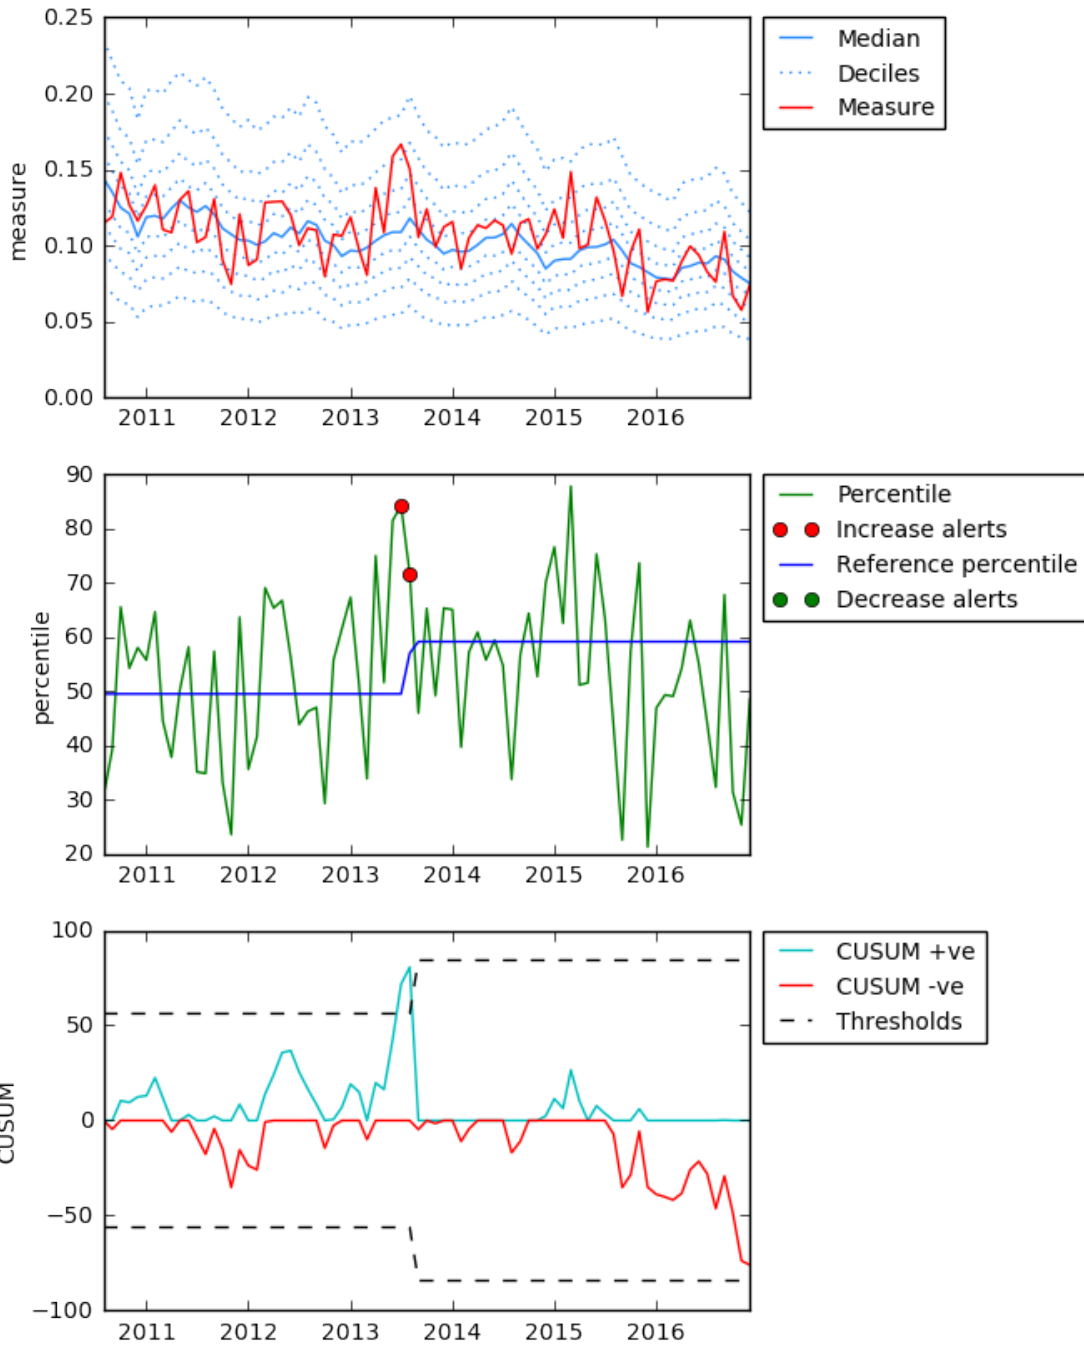 0.25
0.20
0.15
0.10
0.05
0.00
measure
2011 2012 2013 2014 2015 2016
Median
Deciles
Measure
90
80
70
60
50
40
30
20
percentile
2011 2012 2013 2014 2015 2016
Percentile
Increase alerts
Reference percentile
Decrease alerts
100
50
0
−50
−100
CUSUM
2011 2012 2013 2014 2015 2016
CUSUM +ve
CUSUM -ve
Thresholds